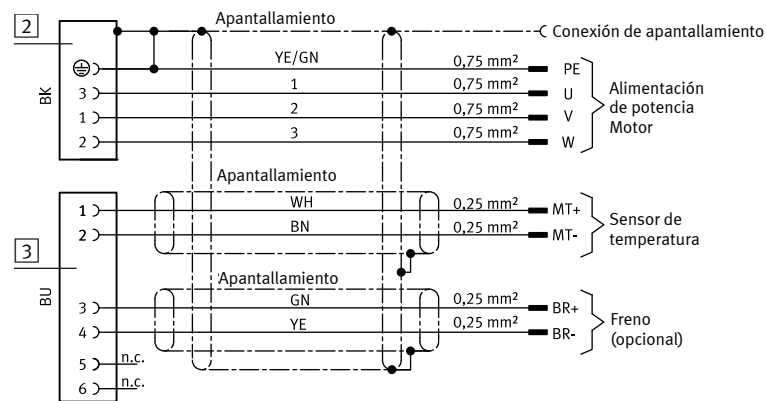 2
Apantallamiento
Conexión de apantallamiento
BK
YE/GN 0,75 mm² PE
3 1 0,75 mm² U
1 2 0,75 mm² V
2 3 0,75 mm² W
Alimentación
de potencia
Motor
Apantallamiento
1 WH 0,25 mm² MT+
2 BN 0,25 mm² MT-
Sensor de
temperatura
3
BU
Apantallamiento
3 GN 0,25 mm² BR+
4 YE 0,25 mm² BR-
Freno
(opcional)
5 n.c.
6 n.c.